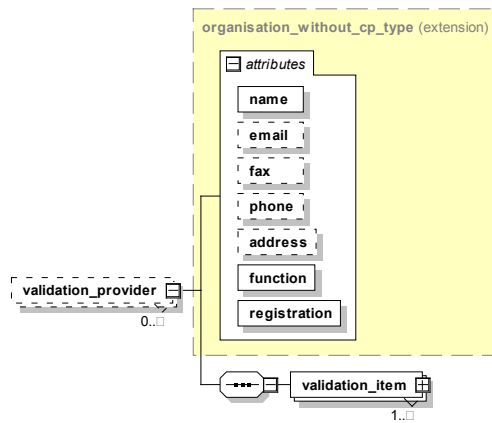 organisation_without_cp_type (extension)
attributes
name
email
fax
phone
address
function
registration
validation_provider
0..□
validation_item
1..□